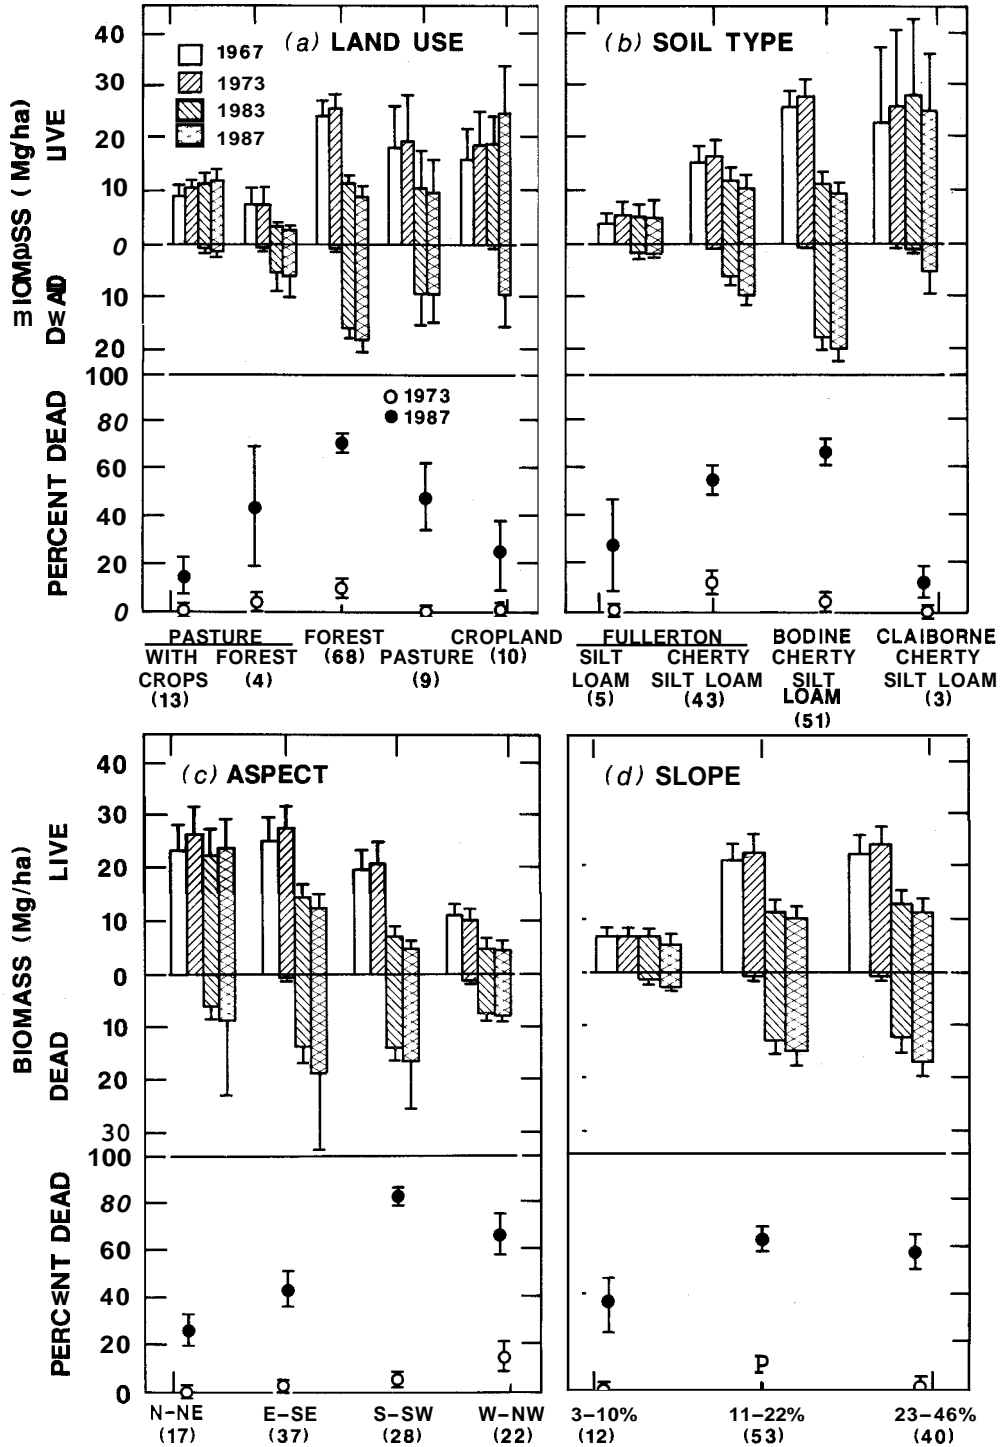 (a) LAND USE
1967
1973
1983
1987
BIOMASS (Mg/ha)
LIVE
DEAD
40
30
20
10
0
10
20
(b) SOIL TYPE
PERCENT DEAD
100
80
60
40
20
0
1973
1987
PASTURE
WITH CROPS (13)
FOREST (4)
FOREST (68)
PASTURE (9)
CROPLAND (10)
FULLERTON
SILT LOAM (5)
CHERTY SILT LOAM (43)
BODINE CHERTY SILT LOAM (51)
CLAIBORNE CHERTY SILT LOAM (3)
(c) ASPECT
BIOMASS (Mg/ha)
LIVE
DEAD
40
30
20
10
0
10
20
30
(d) SLOPE
PERCENT DEAD
100
80
60
40
20
0
P
N-NE (17)
E-SE (37)
S-SW (28)
W-NW (22)
3-10% (12)
11-22% (53)
23-46% (40)